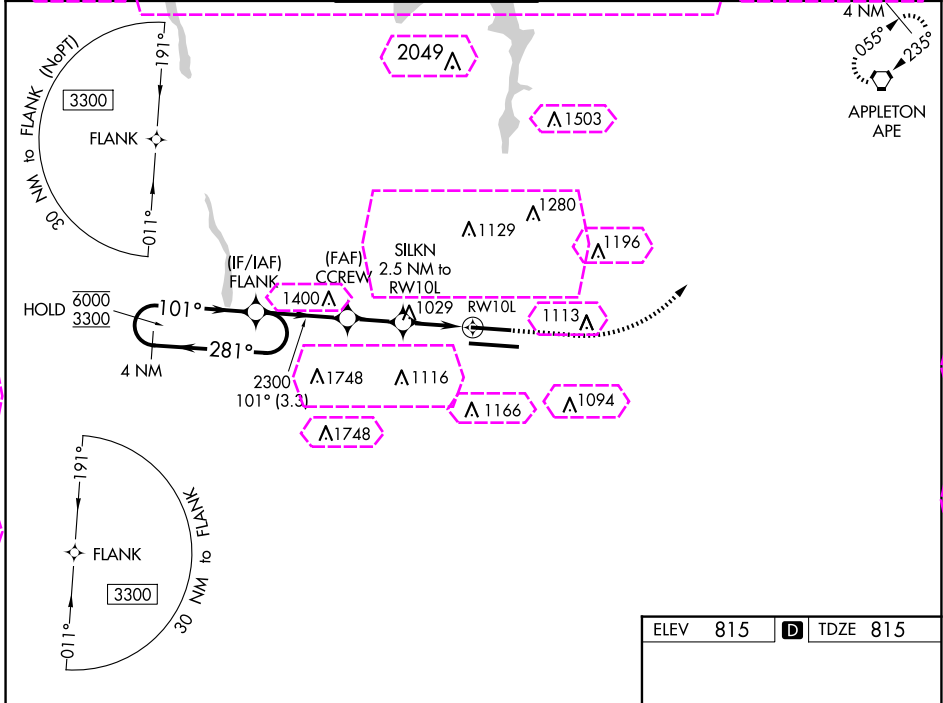 4 NM
055°
235°
APPLETON
APE
2049
1503
30 NM to FLANK (NoPT)
191°
3300
FLANK
011°
1280
1129
1196
SILKN
2.5 NM to
RW10L
(IF/IAF)
FLANK
(FAF)
CCREW
1400
1029
RW10L
1113
HOLD 6000
3300
101°
281°
4 NM
2300
101° (3.3)
1748
1116
1166
1094
1748
191°
FLANK
3300
011°
30 NM to FLANK
ELEV 815 D TDZE 815